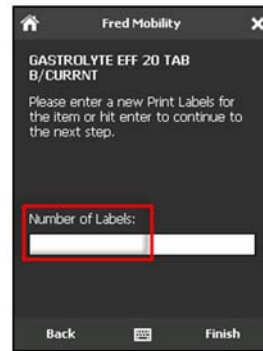 Fred Mobility
GASTROLYTE EFF 20 TAB
B/CURRNT
Please enter a new Print Labels for
the item or hit enter to continue to
the next step.
Number of Labels:
Back
Finish